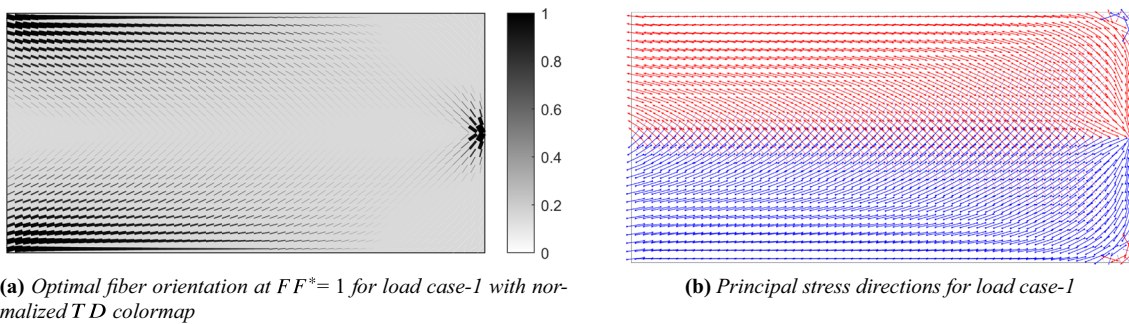 1
0.8
0.6
0.4
0.2
0
(a) Optimal fiber orientation at FF*= 1 for load case-1 with nor-
malized T D colormap
(b) Principal stress directions for load case-1